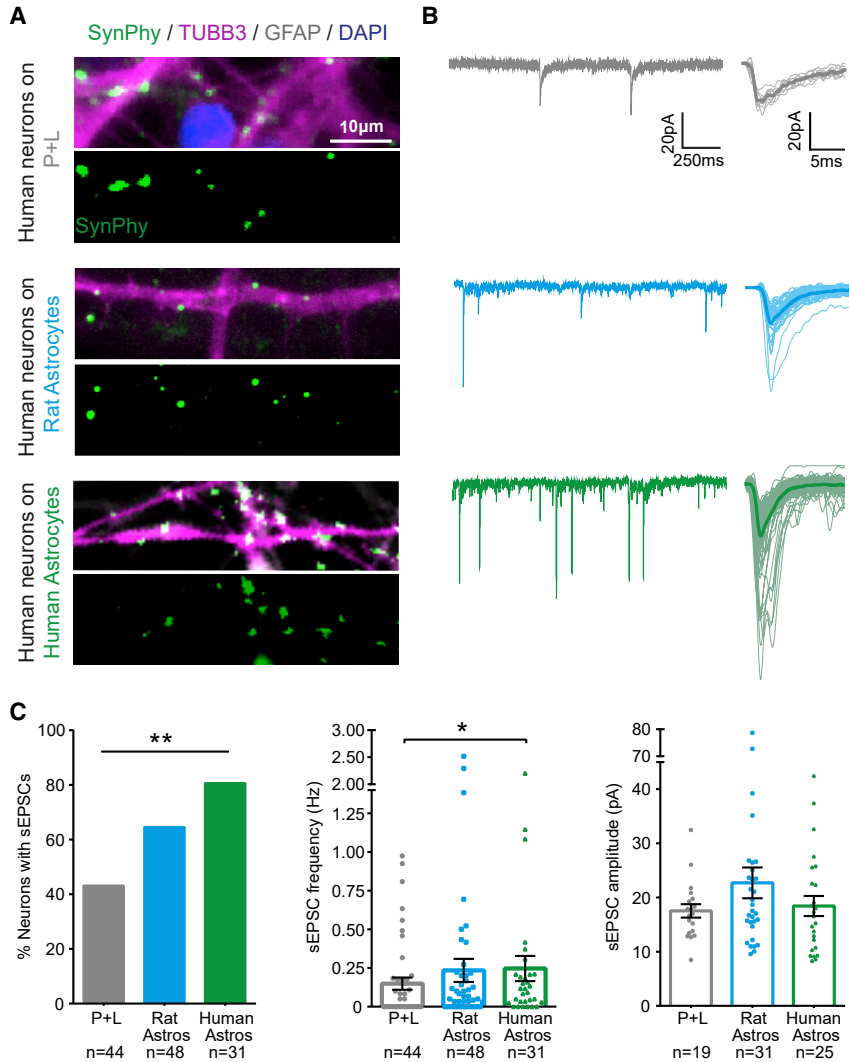 A
SynPhy / TUBB3 / GFAP / DAPI
Human neurons on
P+L
10μm
SynPhy
Human neurons on
Rat Astrocytes
Human neurons on
Human Astrocytes
B
20pA
250ms
20pA
5ms
C
% Neurons with sEPSCs
100
80
60
40
20
0
**
P+L
Rat
Astros
Human
Astros
n=44
n=48
n=31
sEPSC frequency (Hz)
3.00
2.50
2.00
1.00
0.75
0.50
0.25
0
*
P+L
Rat
Astros
Human
Astros
n=44
n=48
n=31
sEPSC amplitude (pA)
80
70
40
30
20
10
0
P+L
Rat
Astros
Human
Astros
n=19
n=31
n=25